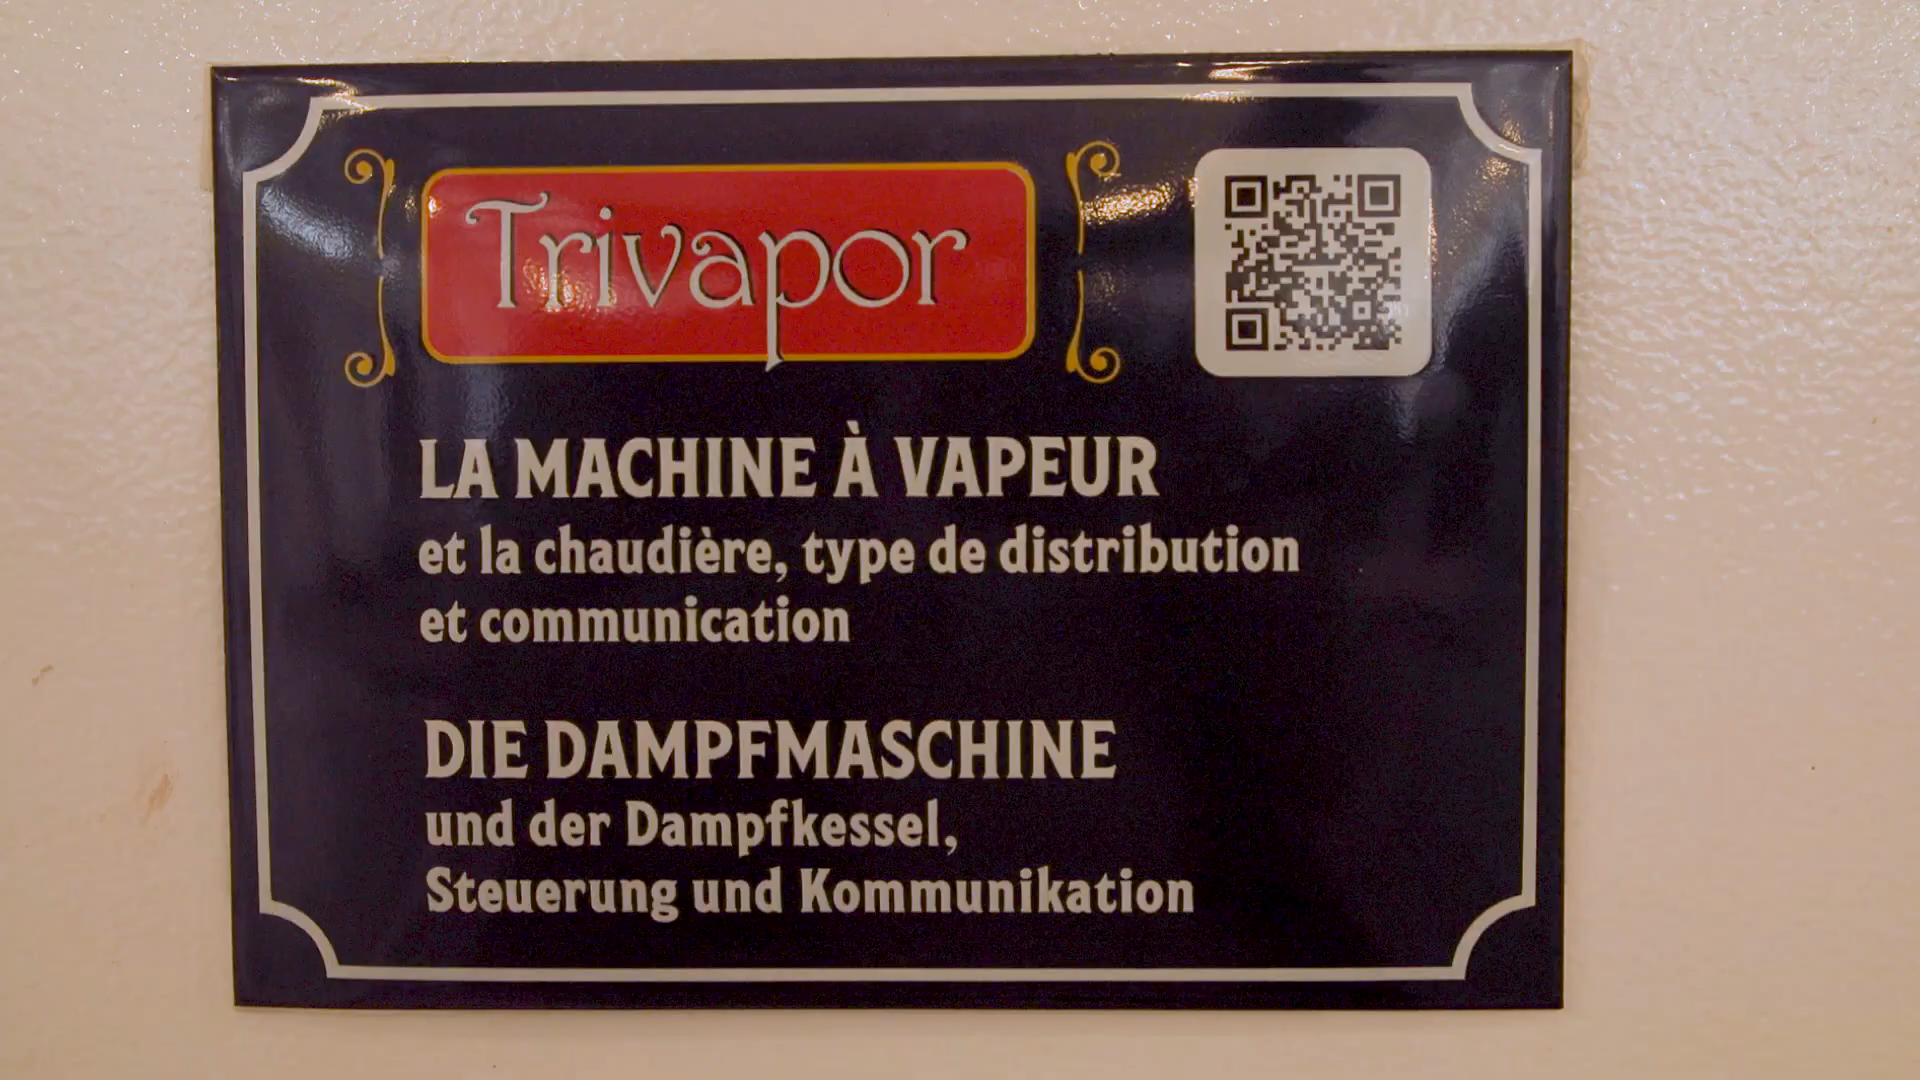 Trivapor
LA MACHINE À VAPEUR
et la chaudière, type de distribution
et communication
DIE DAMPFMASCHINE
und der Dampfkessel,
Steuerung und Kommunikation